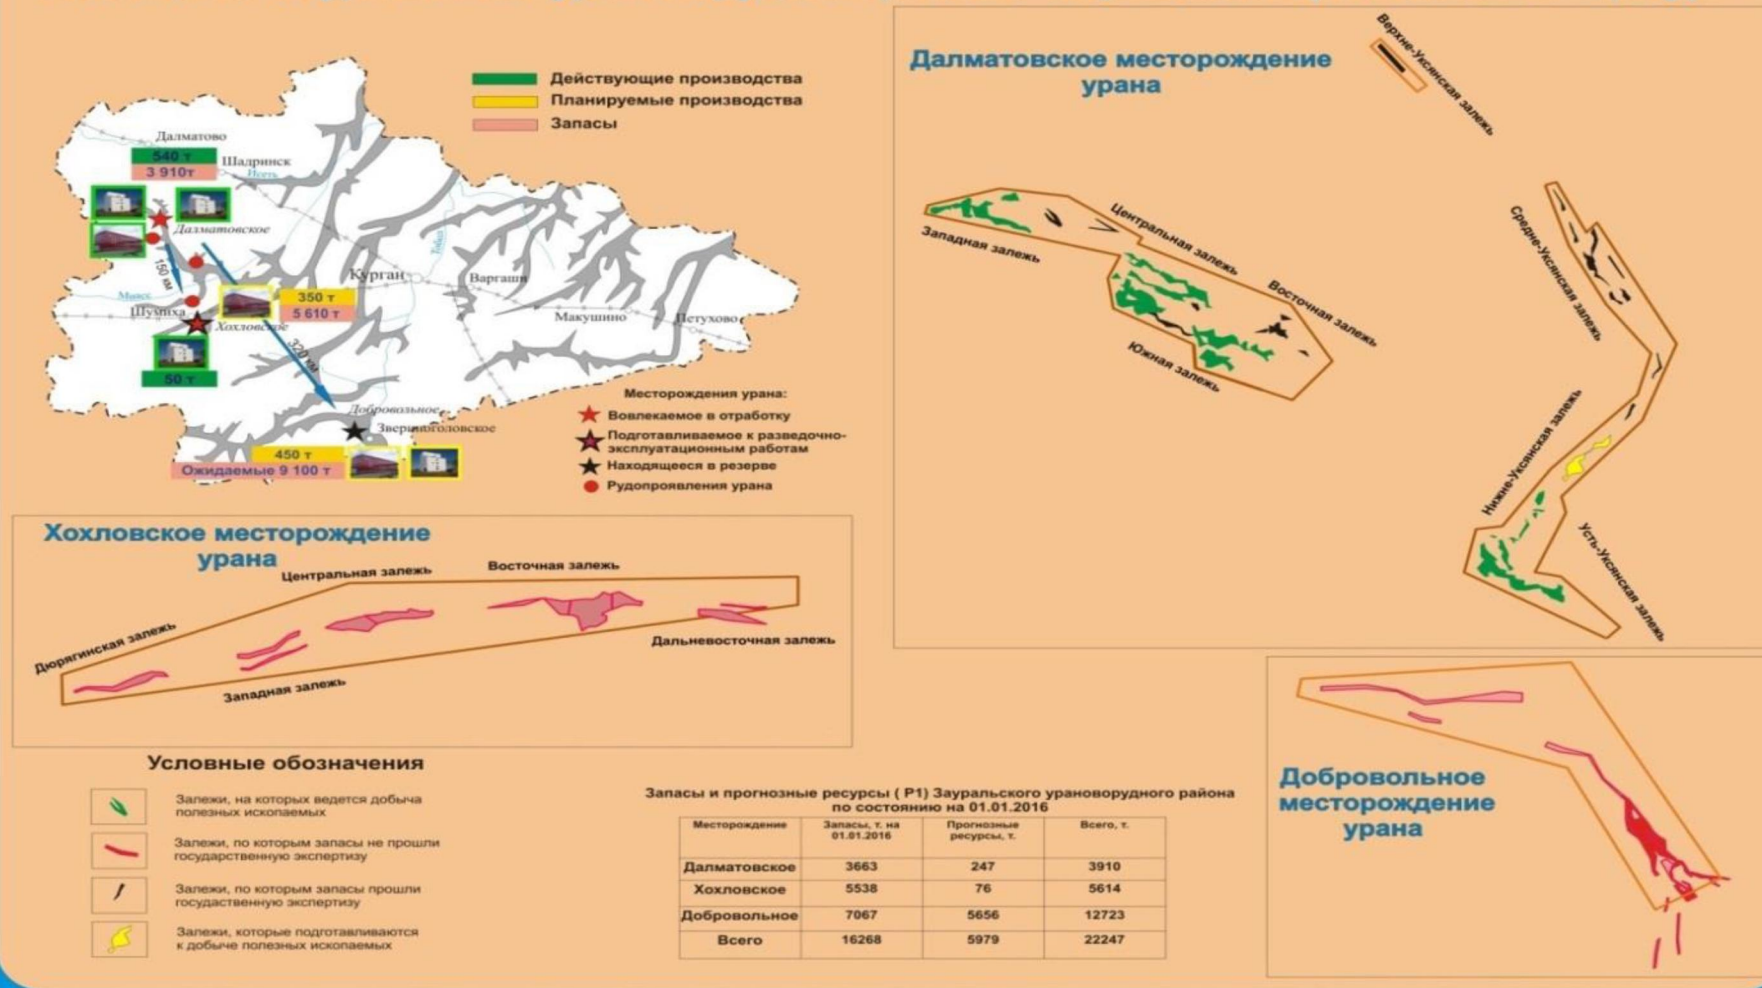 Действующие производства
Планируемые производства
Запасы
Далматово
540 т
3 910т
Шадринск
Исеть
Далматовское
150 км
Миасс
Шумиха
Хохловское
350 т
5 610 т
50 т
320 км
Курган
Тобол
Варгаши
Макушино
Петухово
Добровольное
Звериноголовское
450 т
Ожидаемые 9 100 т
Месторождения урана:
Вовлекаемое в отработку
Подготавливаемое к разведочно-
эксплуатационным работам
Находящееся в резерве
Рудопроявления урана
Далматовское месторождение
урана
Верхне-Уксянская залежь
Западная залежь
Центральная залежь
Восточная залежь
Южная залежь
Средне-Уксянская залежь
Нижне-Уксянская залежь
Усть-Уксянская залежь
Хохловское месторождение
урана
Дюрягинская залежь
Центральная залежь
Восточная залежь
Западная залежь
Дальневосточная залежь
Условные обозначения
Залежи, на которых ведется добыча
полезных ископаемых
Залежи, по которым запасы не прошли
государственную экспертизу
Залежи, по которым запасы прошли
госудаственную экспертизу
Залежи, которые подготавливаются
к добыче полезных ископаемых
Запасы и прогнозные ресурсы ( Р1) Зауральского урановорудного района
по состоянию на 01.01.2016
Месторождение Запасы, т. на Прогнозные Всего, т.
01.01.2016 ресурсы, т.
Далматовское 3663 247 3910
Хохловское 5538 76 5614
Добровольное 7067 5656 12723
Всего 16268 5979 22247
Добровольное
месторождение
урана